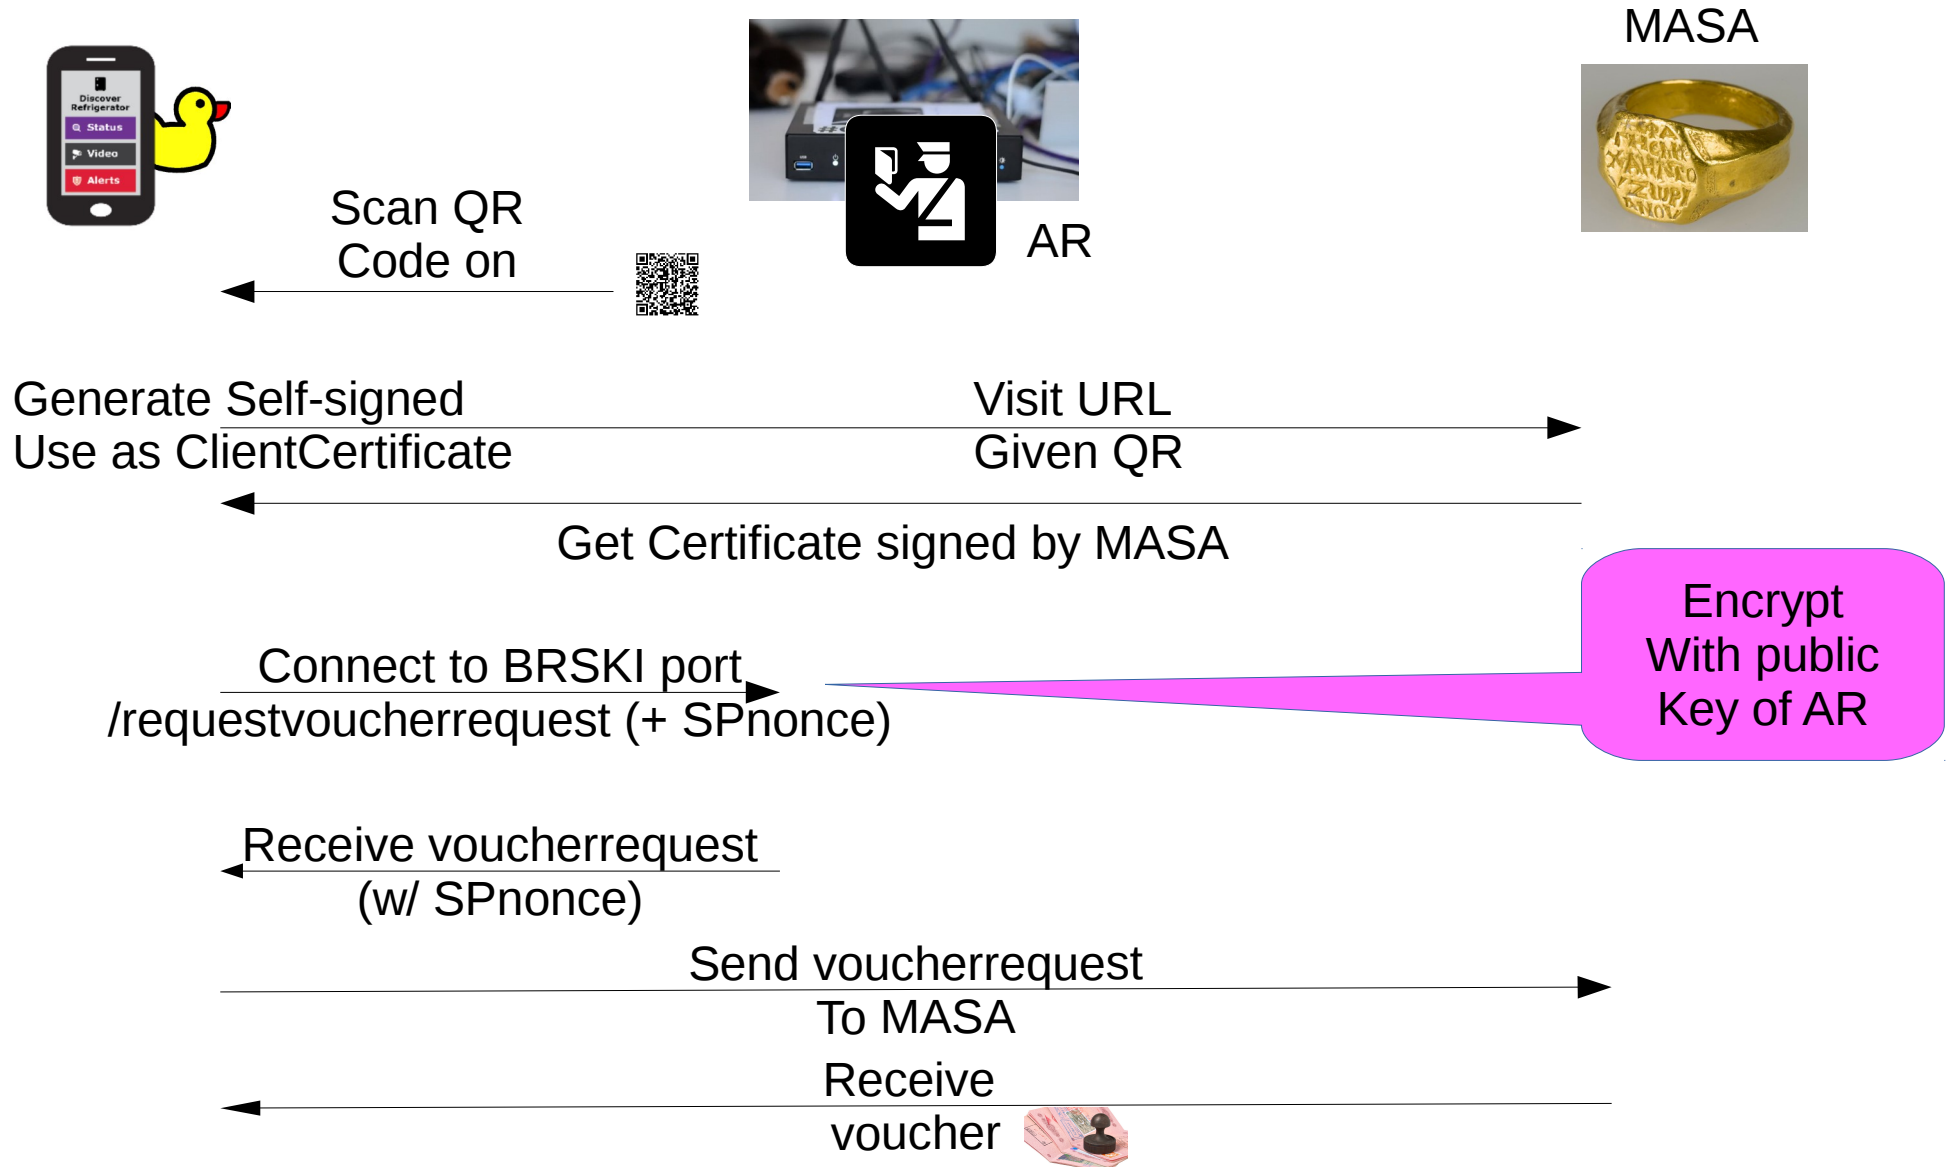 MASA
Discover
Refrigerator
Status
Video
Alerts
Scan QR
Code on
AR
Generate Self-signed
Use as ClientCertificate
Visit URL
Given QR
Get Certificate signed by MASA
Encrypt
With public
Key of AR
Connect to BRSKI port
/requestvoucherrequest (+ SPnonce)
Receive voucherrequest
(w/ SPnonce)
Send voucherrequest
To MASA
Receive
voucher